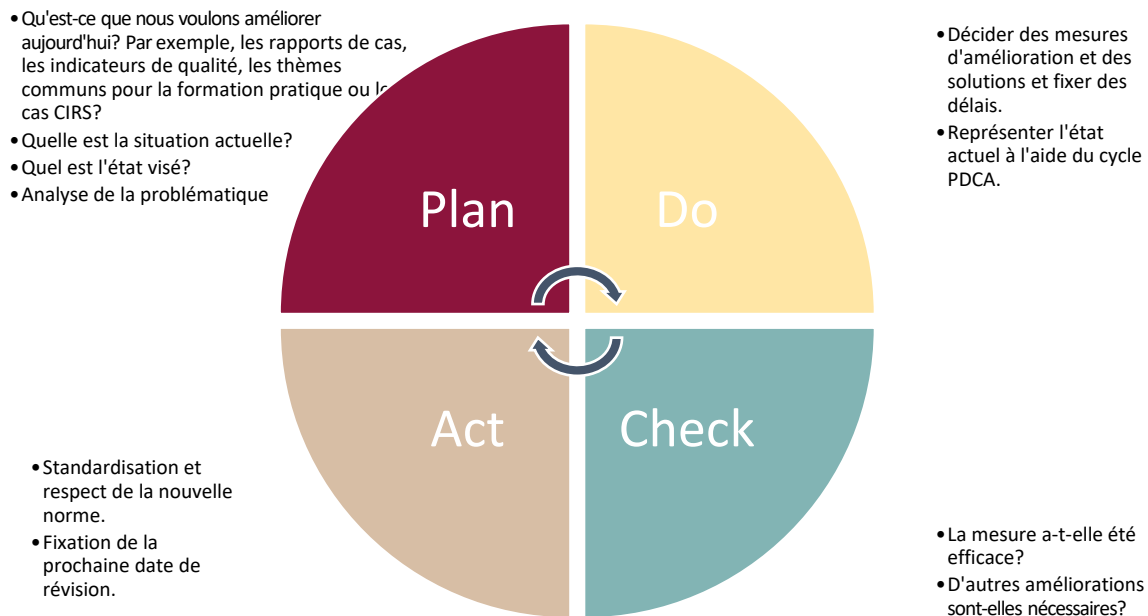 •Qu'est-ce que nous voulons améliorer
aujourd'hui? Par exemple, les rapports de cas,
les indicateurs de qualité, les thèmes
communs pour la formation pratique ou
cas CIRS?
•Quelle est la situation actuelle?
•Quel est l'état visé?
•Analyse de la problématique
•Décider des mesures
d'amélioration et des
solutions et fixer des
délais.
•Représenter l'état
actuel à l'aide du cycle
PDCA.
Plan
Do
Act
Check
•Standardisation et
respect de la nouvelle
norme.
•Fixation de la
prochaine date de
révision.
•La mesure a-t-elle été
efficace?
•D'autres améliorations
sont-elles nécessaires?